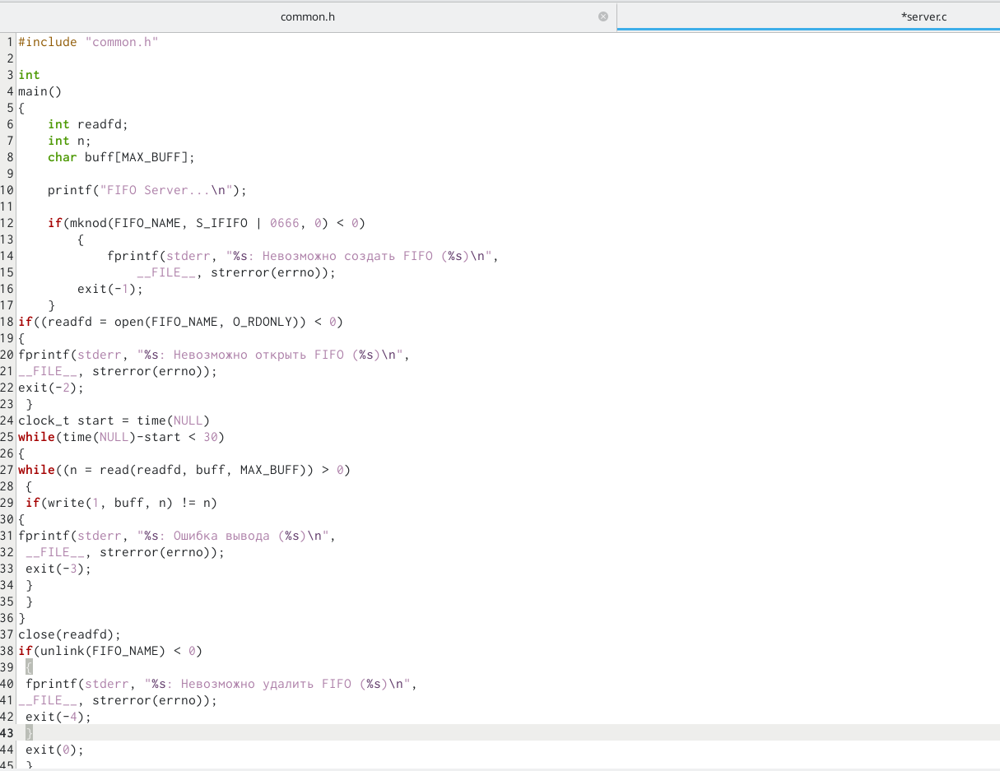 common.h
*server.c
1 #include "common.h"
2
3 int
4 main()
5 {
6 int readfd;
7 int n;
8 char buff[MAX_BUFF];
9
10 printf("FIFO Server...\n");
11
12 if(mknod(FIFO_NAME, S_IFIFO | 0666, 0) < 0)
13 {
14 fprintf(stderr, "%s: Невозможно создать FIFO (%s)\n",
15 __FILE__, strerror(errno));
16 exit(-1);
17 }
18 if((readfd = open(FIFO_NAME, O_RDONLY)) < 0)
19 {
20 fprintf(stderr, "%s: Невозможно открыть FIFO (%s)\n",
21 __FILE__, strerror(errno));
22 exit(-2);
23 }
24 clock_t start = time(NULL)
25 while(time(NULL)-start < 30)
26 {
27 while((n = read(readfd, buff, MAX_BUFF)) > 0)
28 {
29 if(write(1, buff, n) != n)
30 {
31 fprintf(stderr, "%s: Ошибка вывода (%s)\n",
32 __FILE__, strerror(errno));
33 exit(-3);
34 }
35 }
36 }
37 close(readfd);
38 if(unlink(FIFO_NAME) < 0)
39 {
40 fprintf(stderr, "%s: Невозможно удалить FIFO (%s)\n",
41 __FILE__, strerror(errno));
42 exit(-4);
43 }
44 exit(0);
45 }